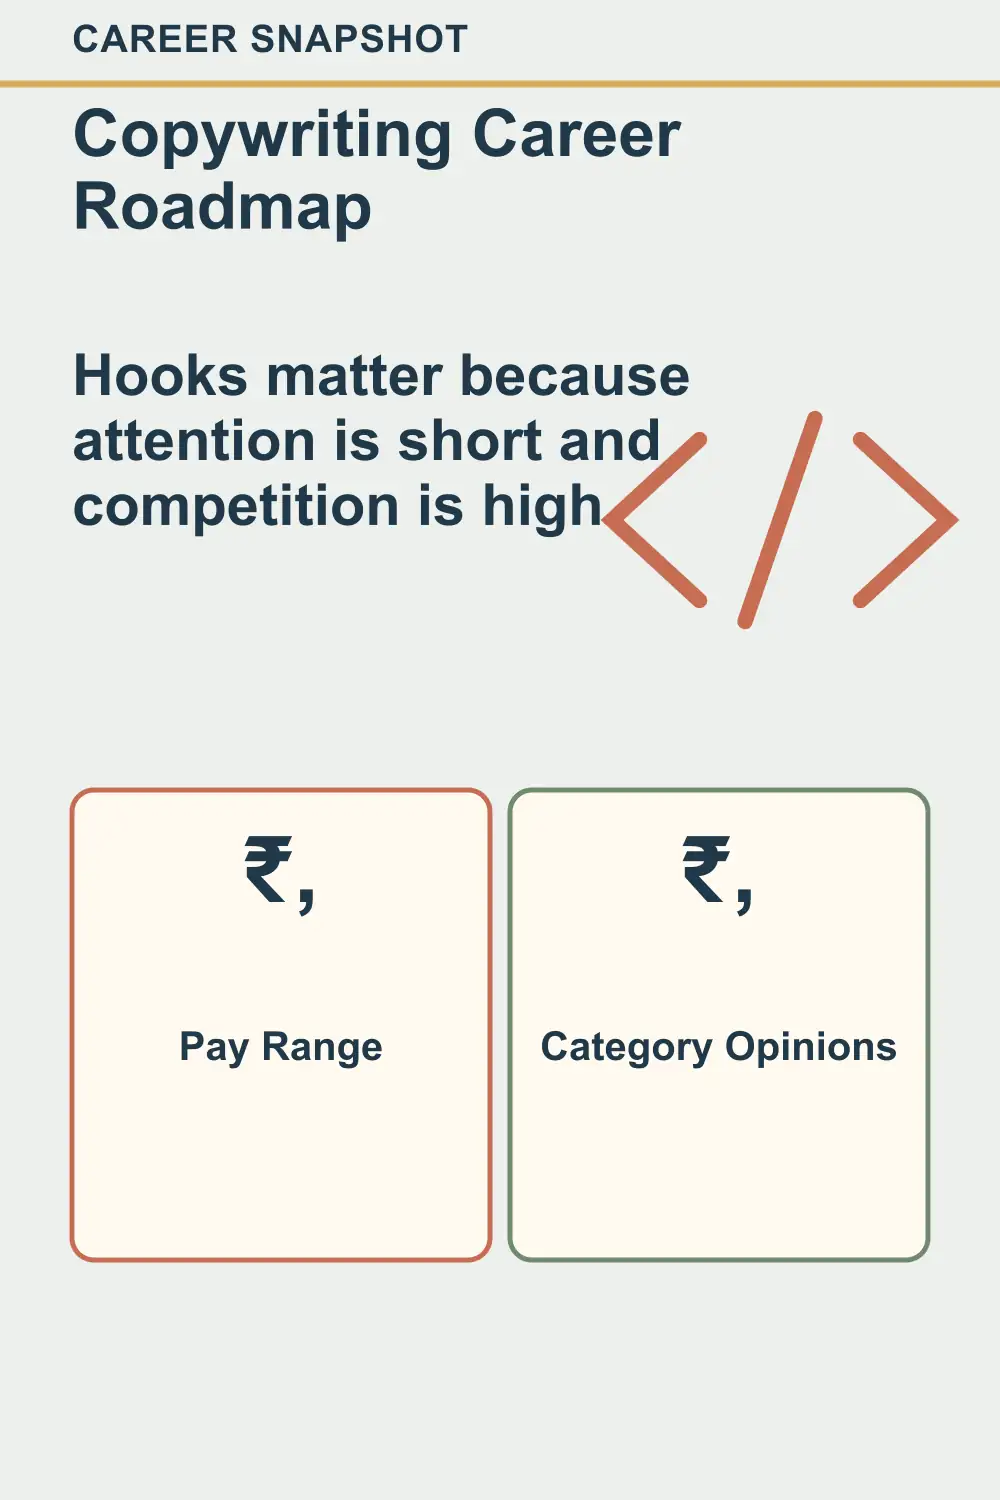 CAREER SNAPSHOT
Copywriting Career
Roadmap
Hooks matter because
attention is short and
competition is high
₹,
₹,
Pay Range
Category Opinions